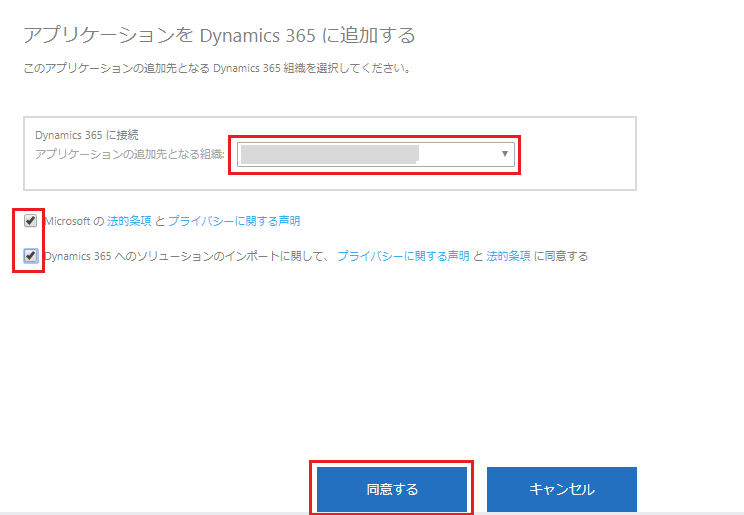 アプリケーションを Dynamics 365 に追加する
このアプリケーションの追加先となる Dynamics 365 組織を選択してください。
Dynamics 365 に接続
アプリケーションの追加先となる組織:
Microsoft の 法的条項 と プライバシーに関する声明
Dynamics 365 へのソリューションのインポートに関して、 プライバシーに関する声明 と 法的条項 に同意する
同意する
キャンセル